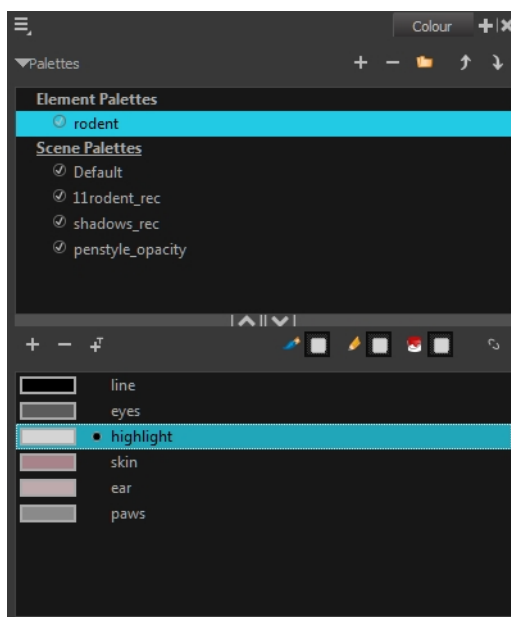 Colour
Palettes
Element Palettes
rodent
Scene Palettes
Default
11rodent_rec
shadows_rec
penstyle_opacity
line
eyes
highlight
skin
ear
paws